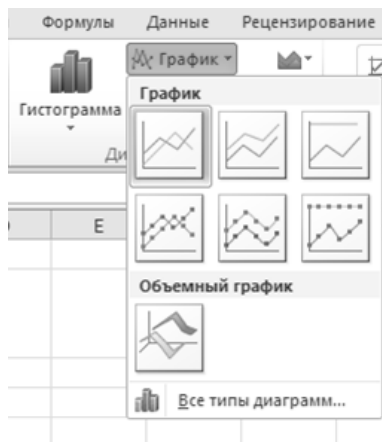 Формулы Данные Рецензирование
График
Гистограмма
График
Ди
E
Объемный график
Все типы диаграмм...